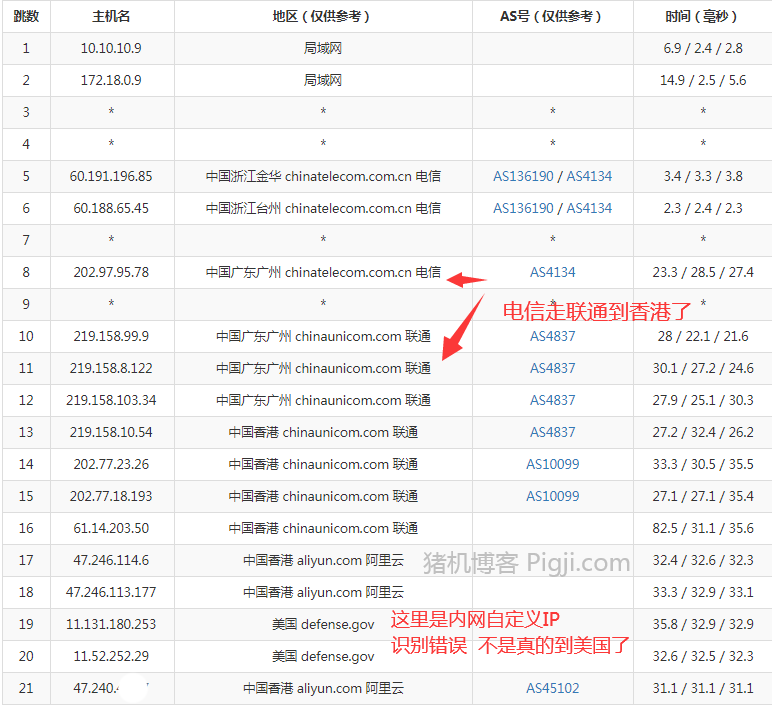 跳数 主机名 地区（仅供参考） AS号（仅供参考） 时间（毫秒）
1 10.10.10.9 局域网 6.9 / 2.4 / 2.8
2 172.18.0.9 局域网 14.9 / 2.5 / 5.6
3 * * * *
4 * * * *
5 60.191.196.85 中国浙江金华 chinatelecom.com.cn 电信 AS136190 / AS4134 3.4 / 3.3 / 3.8
6 60.188.65.45 中国浙江台州 chinatelecom.com.cn 电信 AS136190 / AS4134 2.3 / 2.4 / 2.3
7 * * * *
8 202.97.95.78 中国广东广州 chinatelecom.com.cn 电信 AS4134 23.3 / 28.5 / 27.4
9 * * * *
电信走联通到香港了
10 219.158.99.9 中国广东广州 chinaunicom.com 联通 AS4837 28 / 22.1 / 21.6
11 219.158.8.122 中国广东广州 chinaunicom.com 联通 AS4837 30.1 / 27.2 / 24.6
12 219.158.103.34 中国广东广州 chinaunicom.com 联通 AS4837 27.9 / 25.1 / 30.3
13 219.158.10.54 中国香港 chinaunicom.com 联通 AS4837 27.2 / 32.4 / 26.2
14 202.77.23.26 中国香港 chinaunicom.com 联通 AS10099 33.3 / 30.5 / 35.5
15 202.77.18.193 中国香港 chinaunicom.com 联通 AS10099 27.1 / 27.1 / 35.4
16 61.14.203.50 中国香港 chinaunicom.com 联通 82.5 / 31.1 / 35.6
17 47.246.114.6 中国香港 aliyun.com 阿里云 32.4 / 32.6 / 32.3
猪机博客 Pigji.com
18 47.246.113.177 中国香港 aliyun.com 阿里云 33.3 / 32.9 / 33.1
19 11.131.180.253 美国 defense.gov 35.8 / 32.9 / 32.9
这里是内网自定义IP
识别错误 不是真的到美国了
20 11.52.252.29 美国 defense.gov 32.6 / 32.5 / 32.3
21 47.240. 中国香港 aliyun.com 阿里云 AS45102 31.1 / 31.1 / 31.1